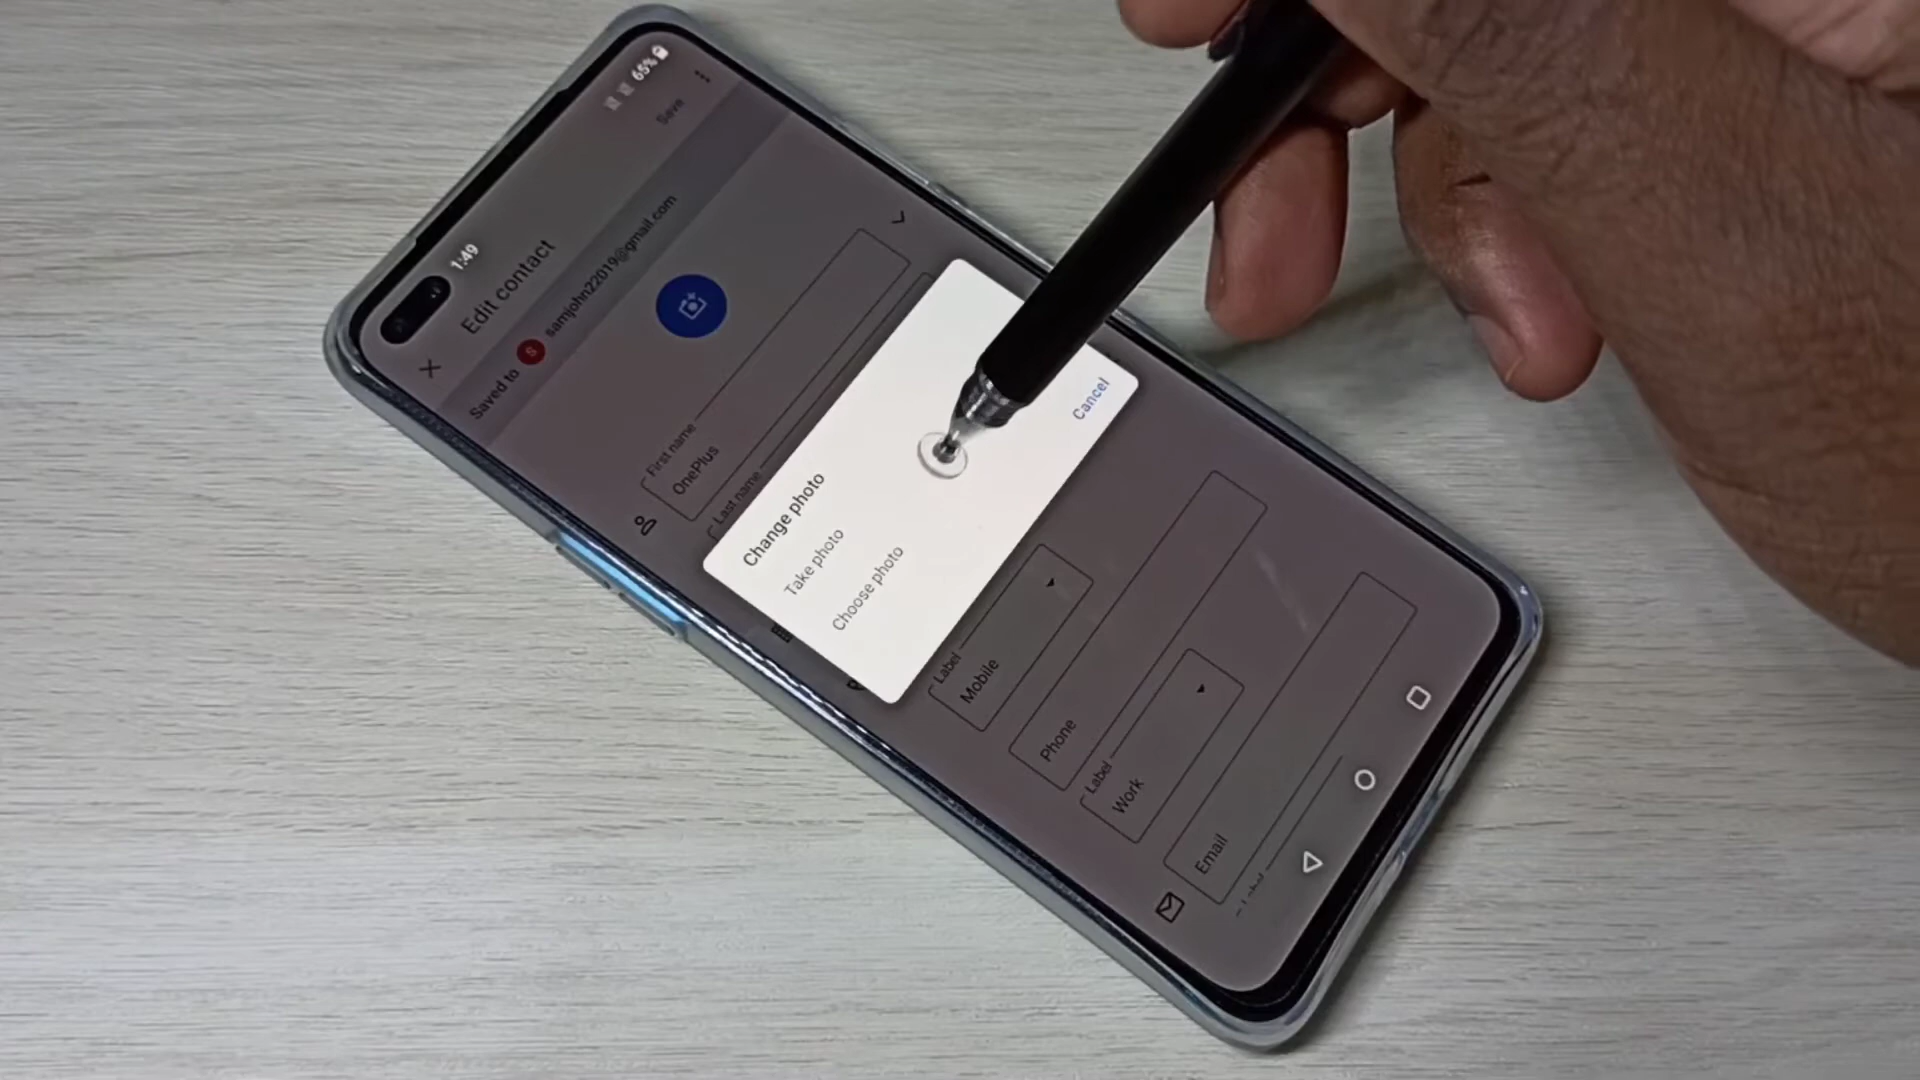 1:49
65%
Edit contact
Save
Saved to S samjohn22019@gmail.com
First name
OnePlus
Last name
Change photo
Take photo
Choose photo
Cancel
Label
Mobile
Phone
Label
Work
Email
Label